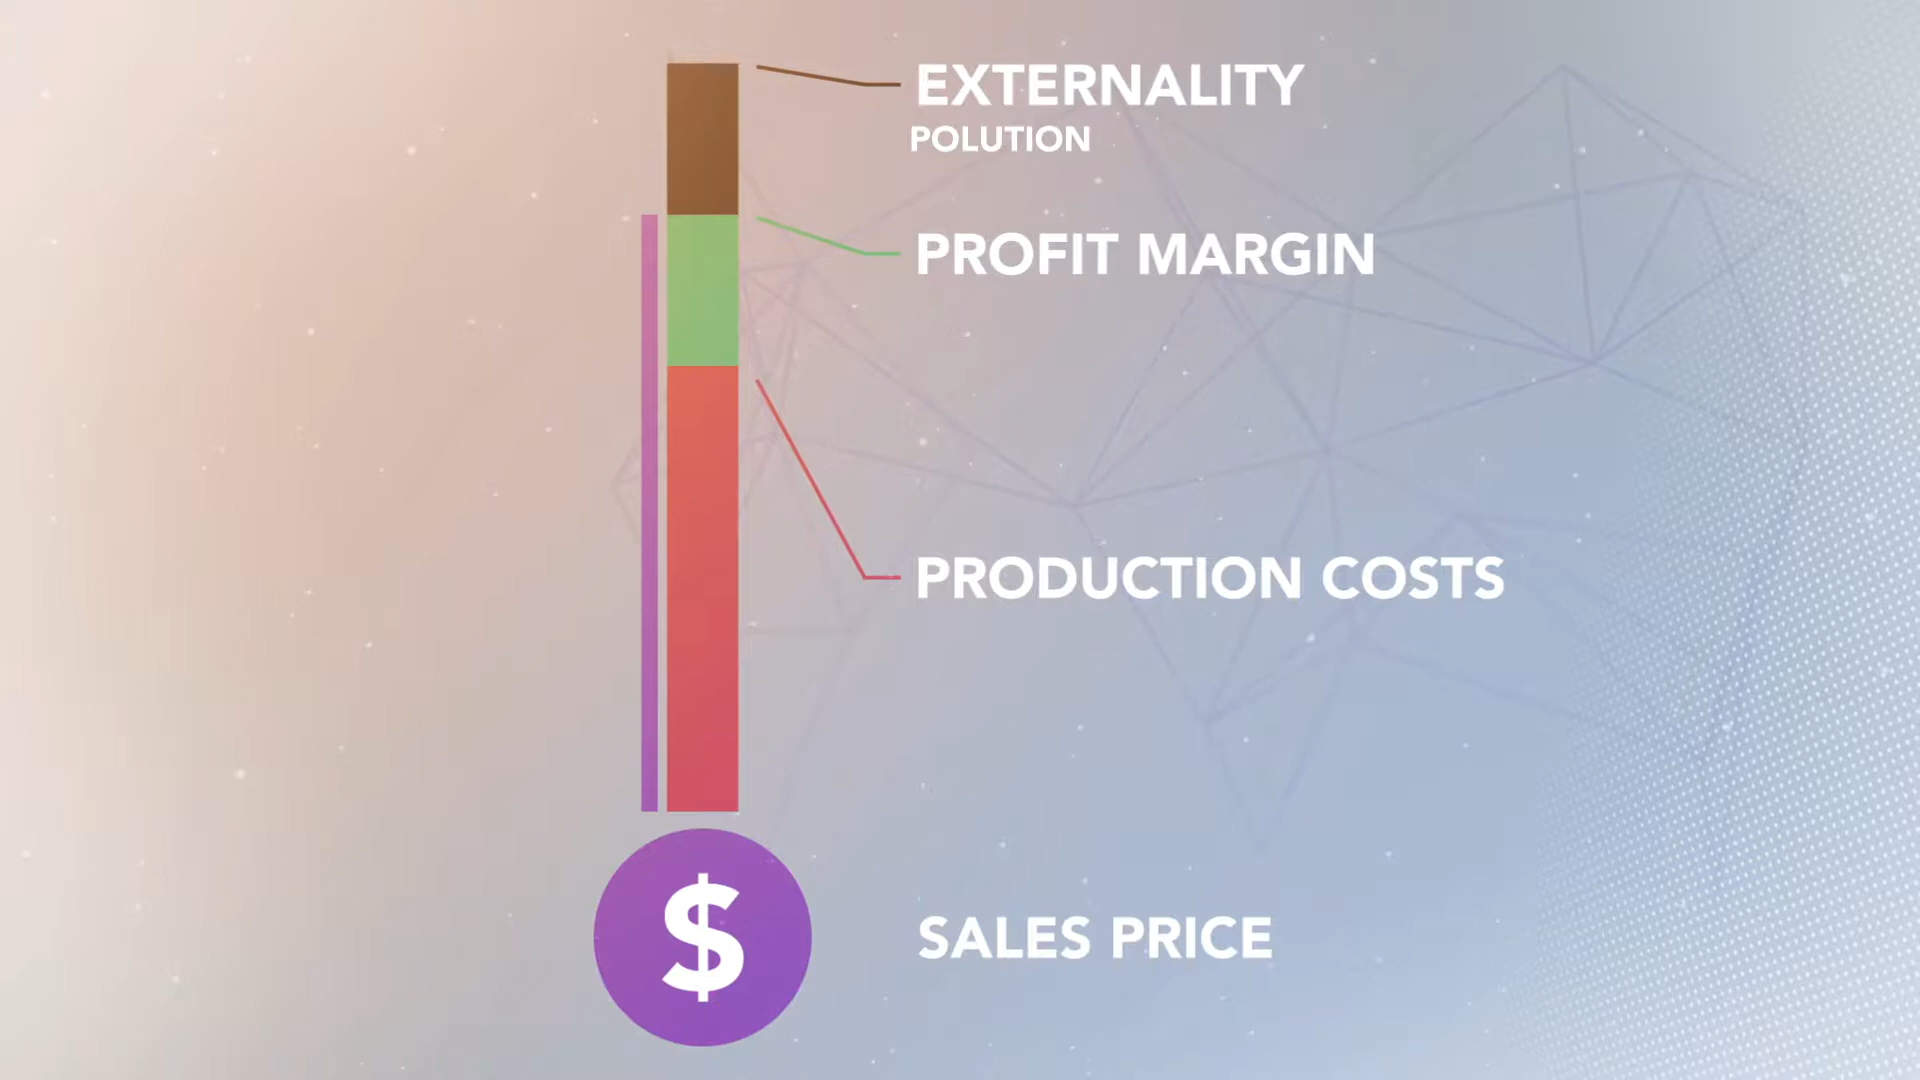 EXTERNALITY
POLUTION
PROFIT MARGIN
PRODUCTION COSTS
$
SALES PRICE